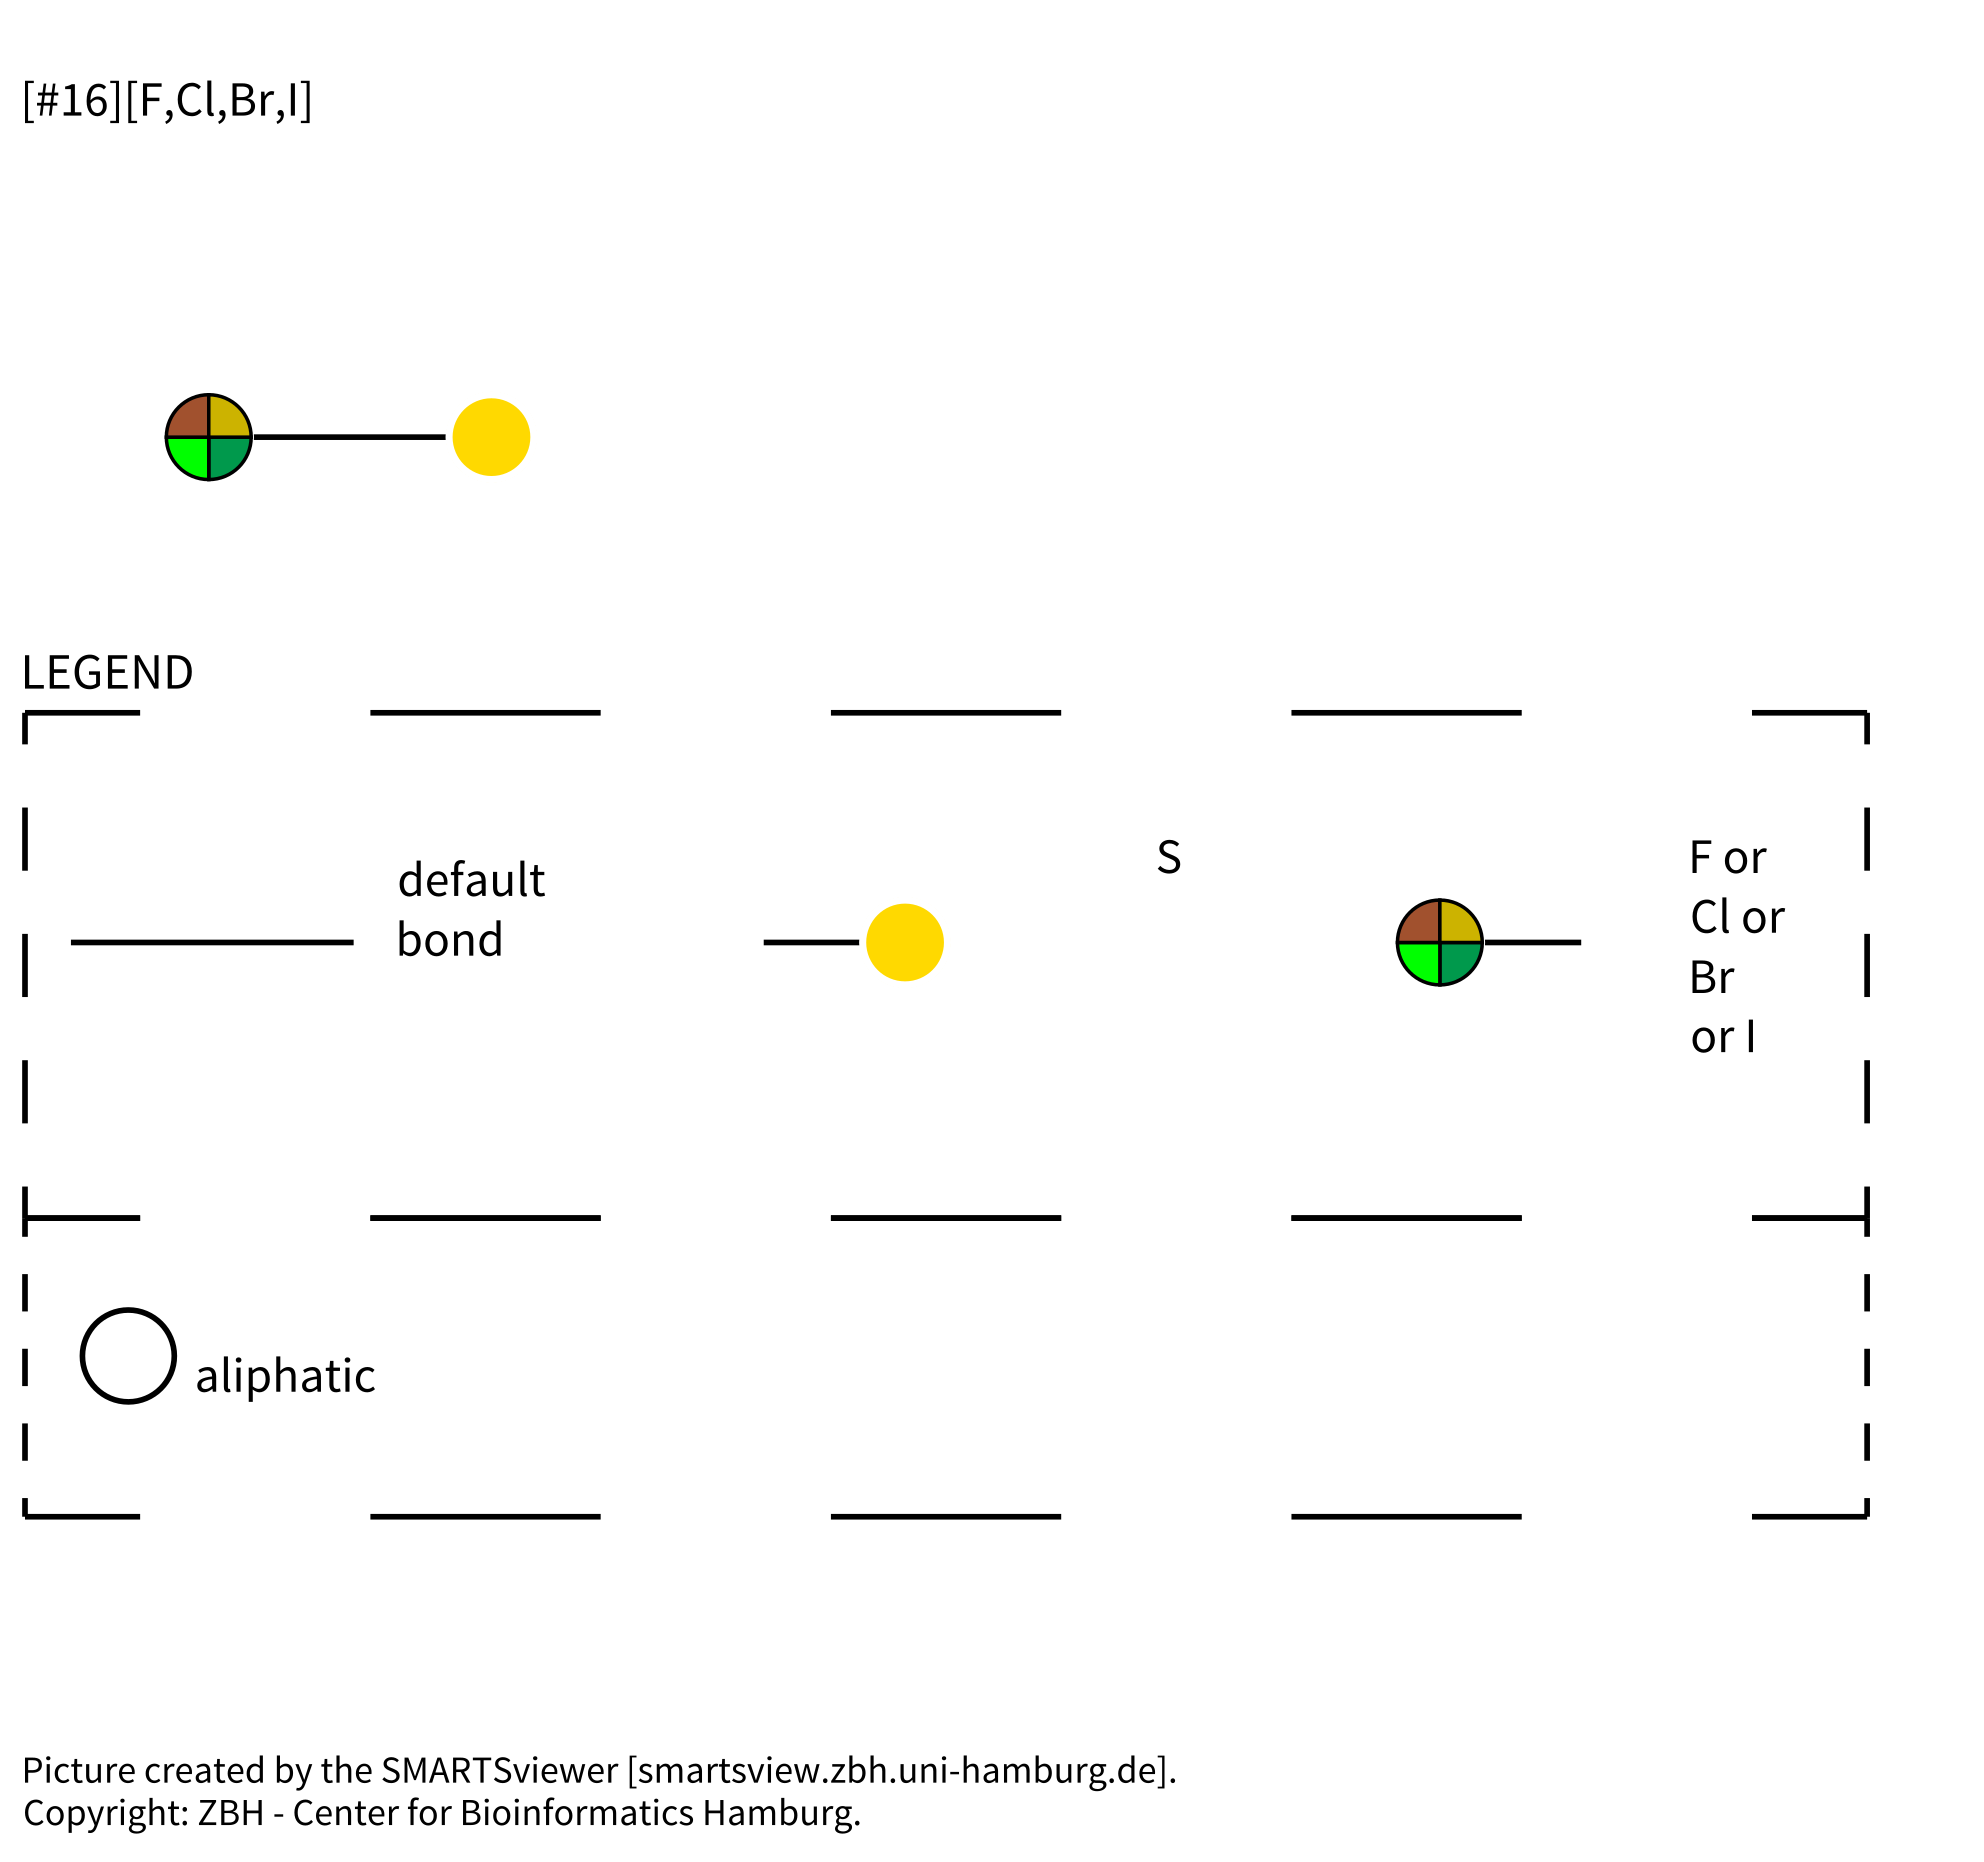 [#16][F,Cl,Br,I]
LEGEND
default
bond
S
F or
Cl or
Br
or I
aliphatic
Picture created by the SMARTSviewer [smartsview.zbh.uni-hamburg.de].
Copyright: ZBH - Center for Bioinformatics Hamburg.